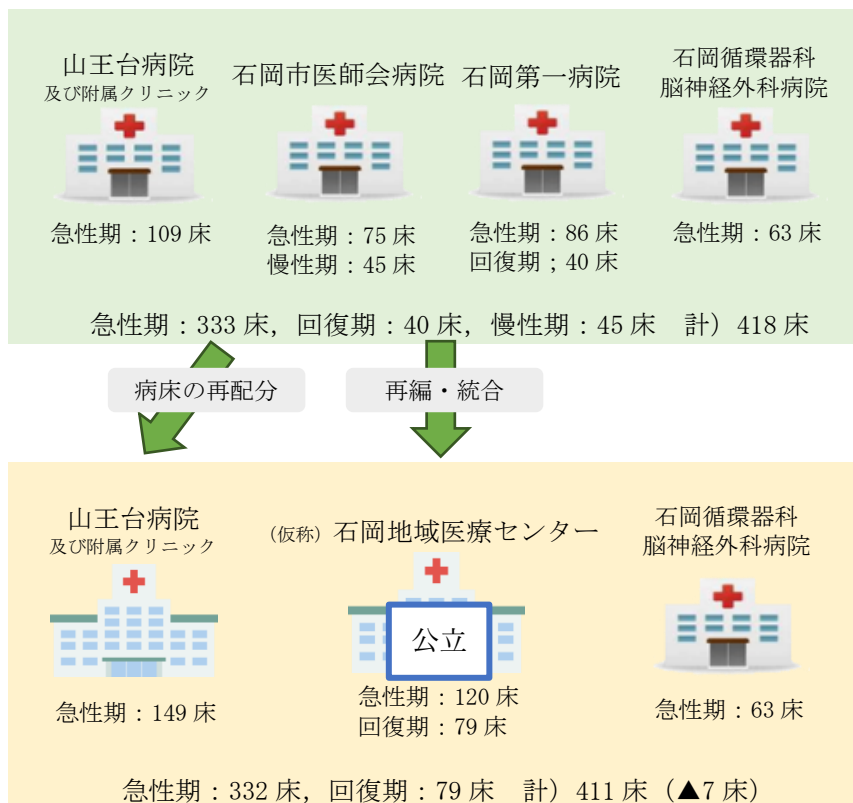 山王台病院
及び附属クリニック
急性期：109 床
石岡市医師会病院
急性期：75 床
慢性期：45 床
石岡第一病院
急性期：86 床
回復期；40 床
石岡循環器科
脳神経外科病院
急性期：63 床
急性期：333 床，回復期：40 床，慢性期：45 床　計）418 床
病床の再配分
再編・統合
山王台病院
及び附属クリニック
急性期：149 床
（仮称）石岡地域医療センター
公立
急性期：120 床
回復期：79 床
石岡循環器科
脳神経外科病院
急性期：63 床
急性期：332 床，回復期：79 床　計）411 床（▲7 床）